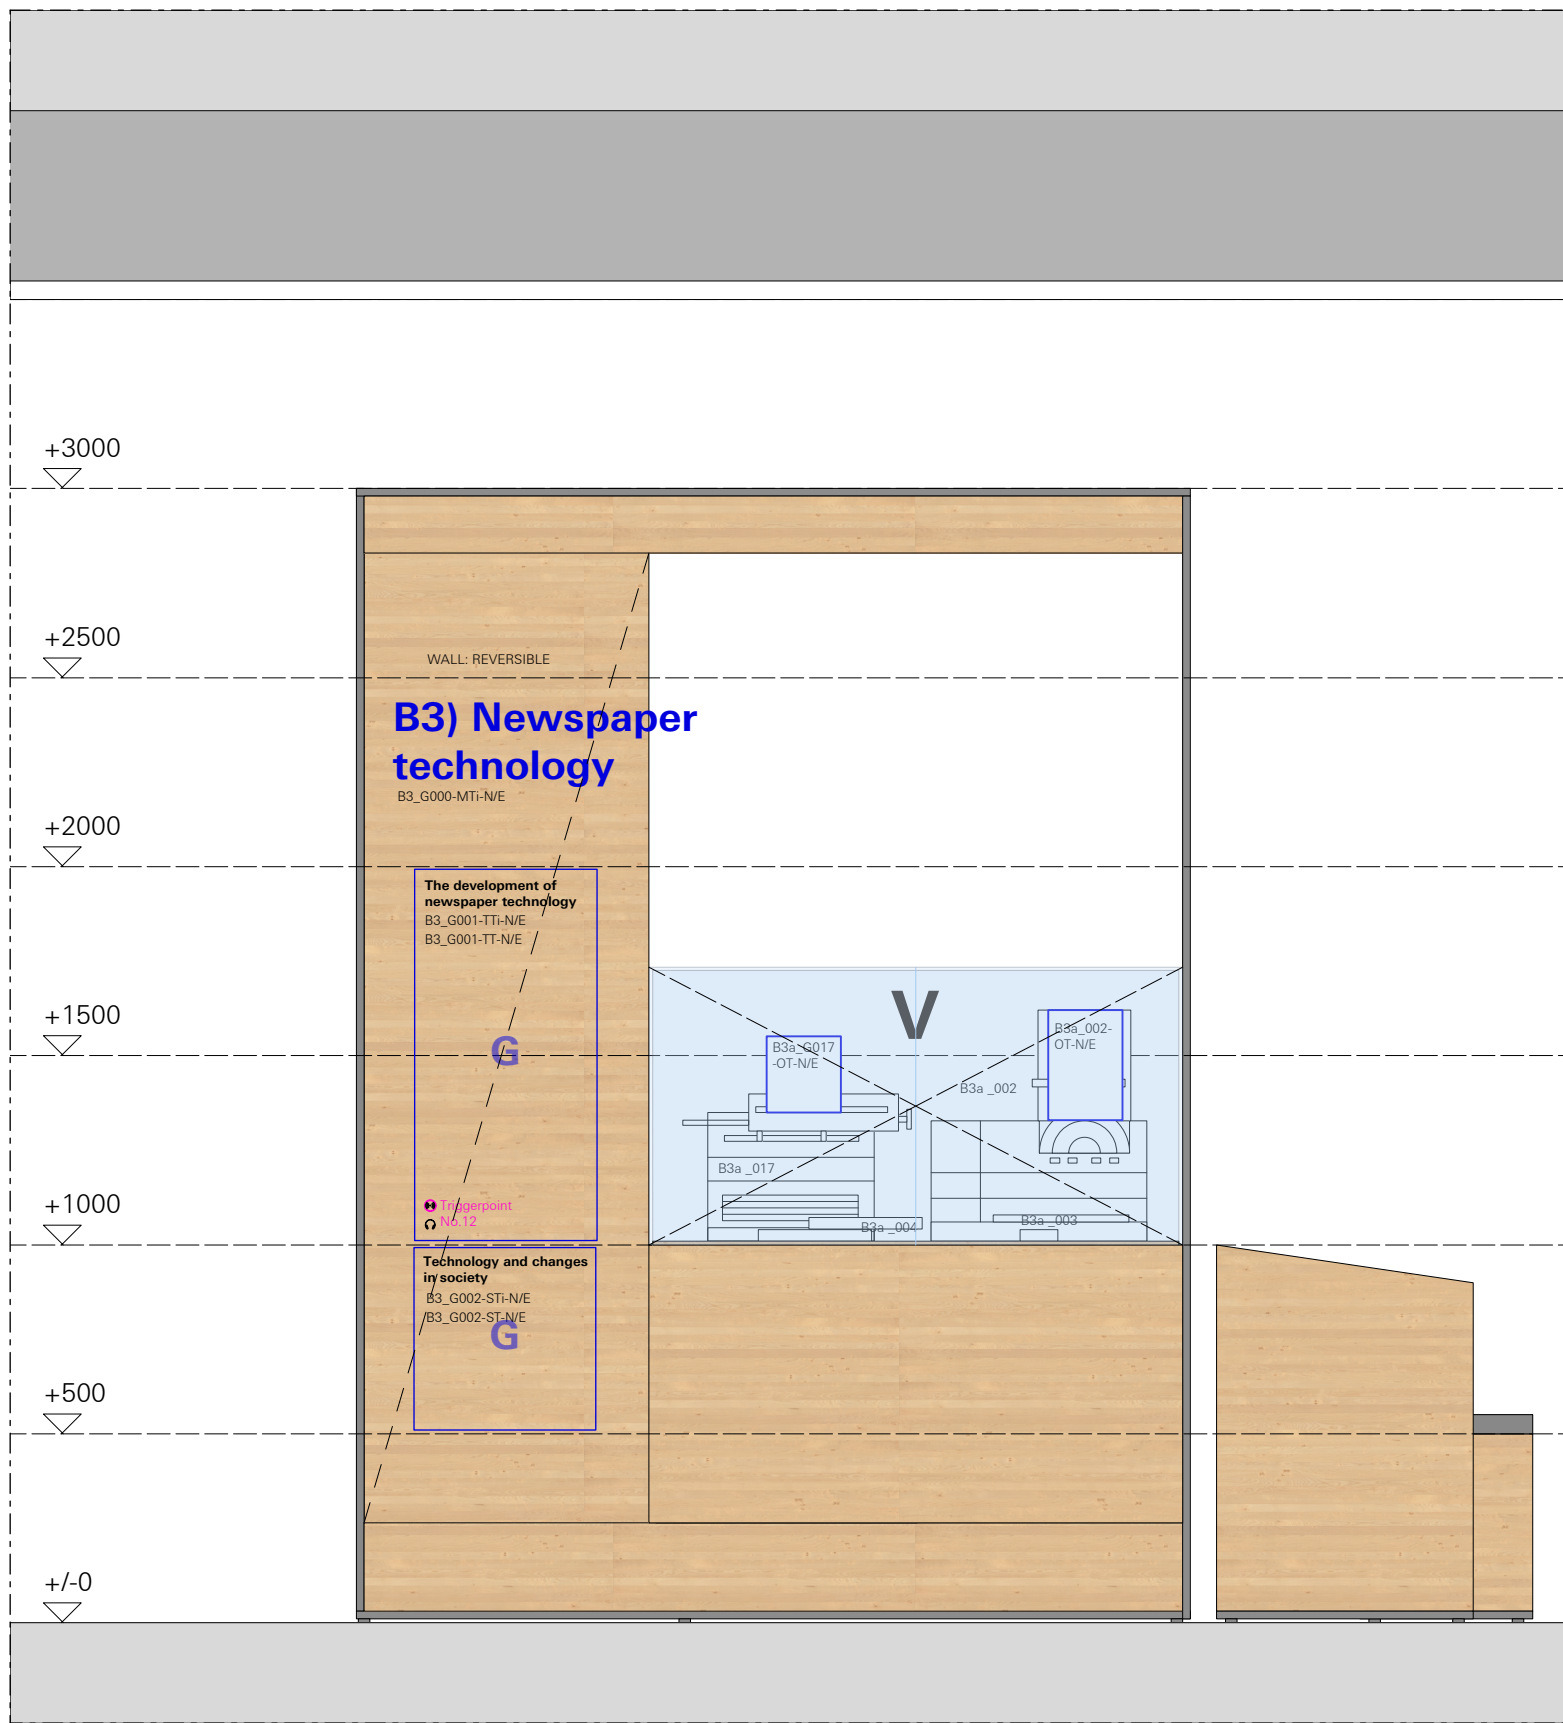 +3000
+2500
WALL: REVERSIBLE
B3) Newspaper
technology
B3_G000-MTi-N/E
+2000
The development of
newspaper technology
B3_G001-TTi-N/E
B3_G001-TT-N/E
G
Triggerpoint
No.12
+1500
V
B3a_G017
-OT-N/E
B3a_002-
OT-N/E
B3a _002
B3a _017
B3a _004
B3a _003
+1000
Technology and changes
in society
B3_G002-STi-N/E
B3_G002-ST-N/E
G
+500
+/-0